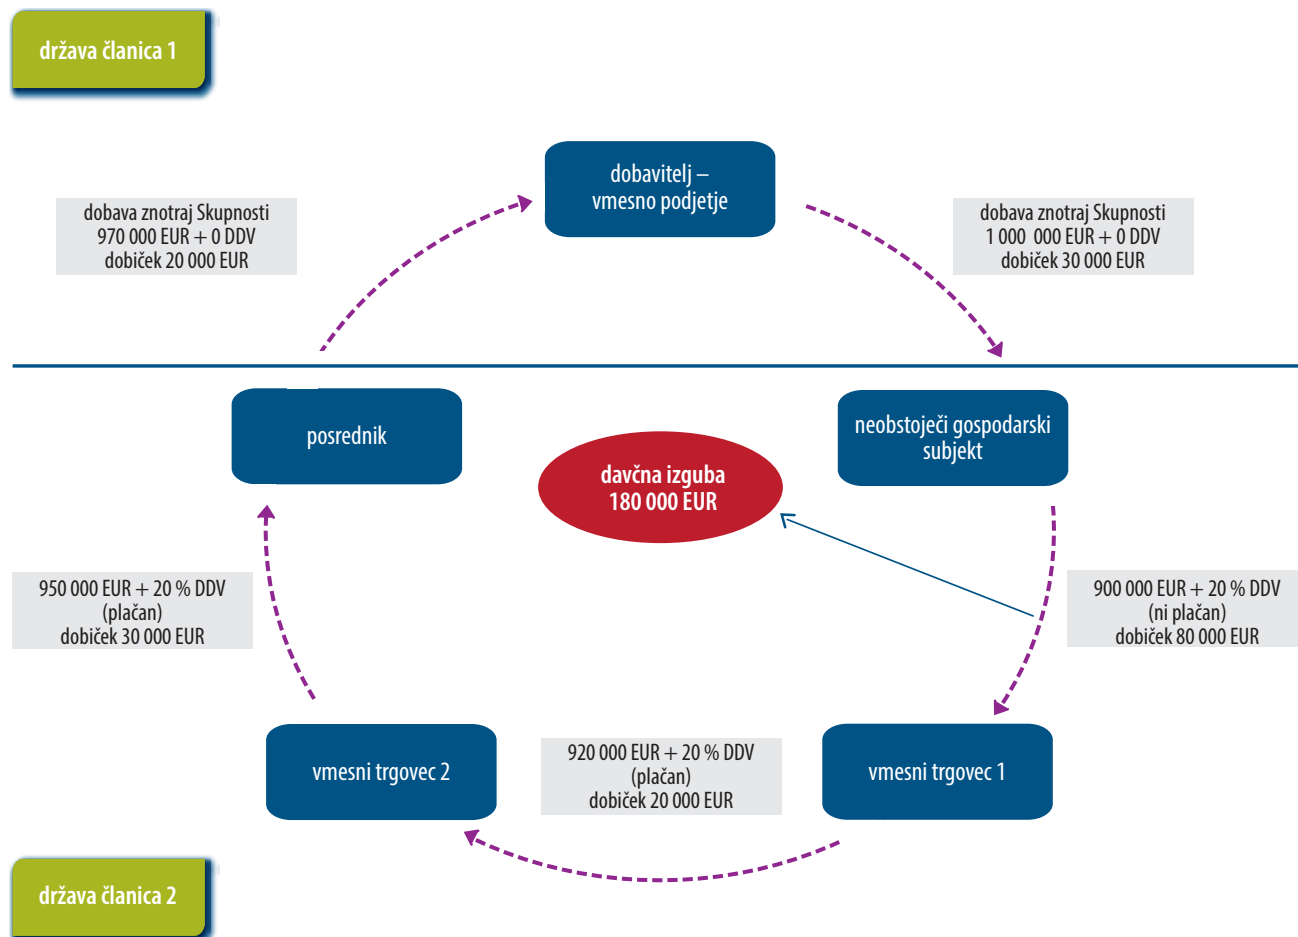 država članica 1
dobavitelj –
vmesno podjetje
dobava znotraj Skupnosti
970 000 EUR + 0 DDV
dobiček 20 000 EUR
dobava znotraj Skupnosti
1 000  000 EUR + 0 DDV
dobiček 30 000 EUR
posrednik
neobstoječi gospodarski
subjekt
davčna izguba
180 000 EUR
950 000 EUR + 20 % DDV
(plačan)
dobiček 30 000 EUR
900 000 EUR + 20 % DDV
(ni plačan)
dobiček 80 000 EUR
vmesni trgovec 2
920 000 EUR + 20 % DDV
(plačan)
dobiček 20 000 EUR
vmesni trgovec 1
država članica 2